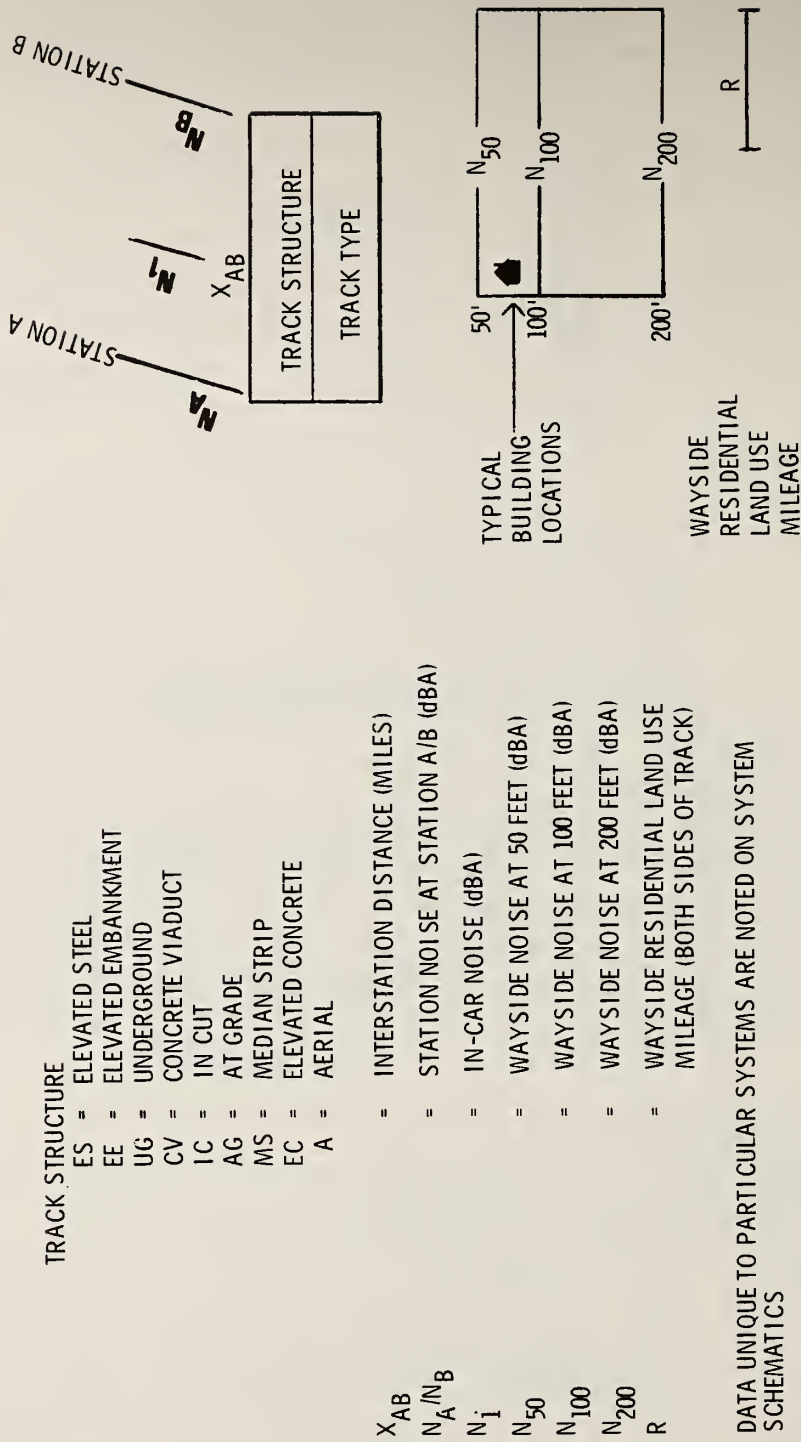 TRACK STRUCTURE
ES = ELEVATED STEEL
EE = ELEVATED EMBANKMENT
UG = UNDERGROUND
CV = CONCRETE VIADUCT
IC = IN CUT
AG = AT GRADE
MS = MEDIAN STRIP
EC = ELEVATED CONCRETE
A = AERIAL
X_AB = INTERSTATION DISTANCE (MILES)
N_A/N_B = STATION NOISE AT STATION A/B (dBA)
N_i = IN-CAR NOISE (dBA)
N_50 = WAYSIDE NOISE AT 50 FEET (dBA)
N_100 = WAYSIDE NOISE AT 100 FEET (dBA)
N_200 = WAYSIDE NOISE AT 200 FEET (dBA)
R = WAYSIDE RESIDENTIAL LAND USE
MILEAGE (BOTH SIDES OF TRACK)
DATA UNIQUE TO PARTICULAR SYSTEMS ARE NOTED ON SYSTEM
SCHEMATICS
STATION A
STATION B
N_A
N_1
N_B
X_AB
TRACK STRUCTURE
TRACK TYPE
TYPICAL
BUILDING
LOCATIONS
50'
100'
200'
N_50
N_100
N_200
WAYSIDE
RESIDENTIAL
LAND USE
MILEAGE
R